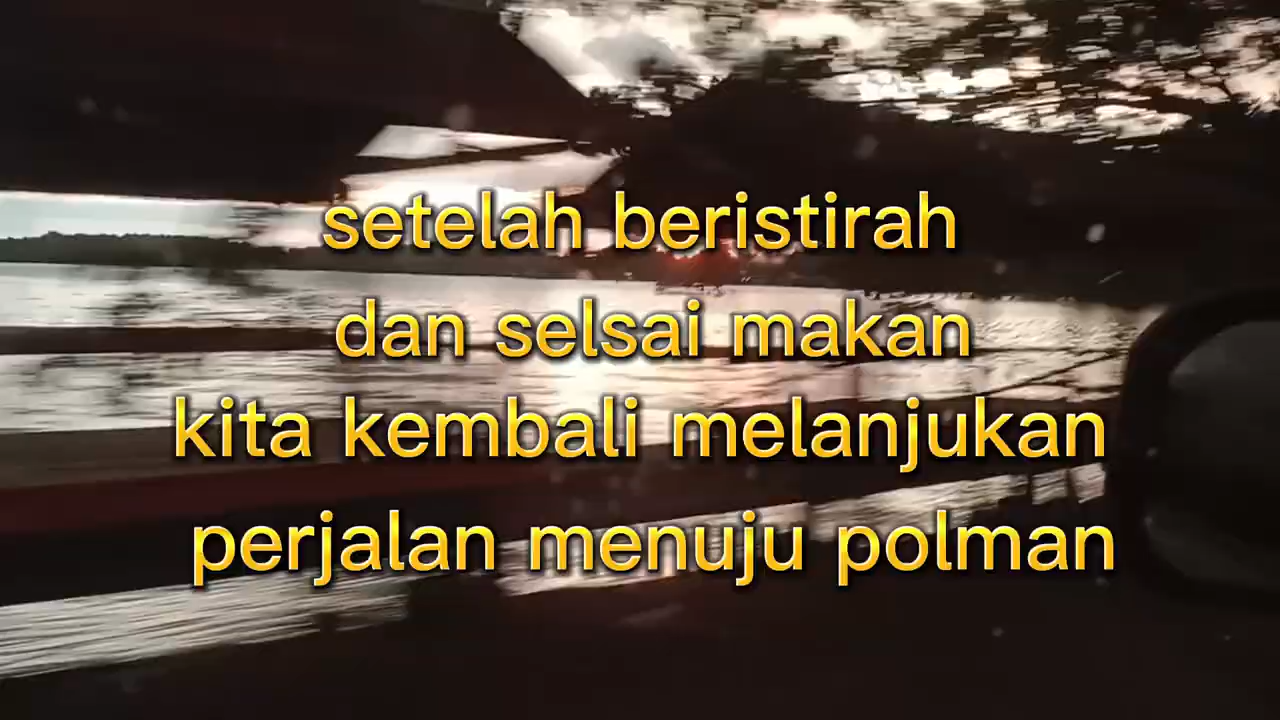 setelah beristirah
dan selsai makan
kita kembali melanjukan
perjalan menuju polman